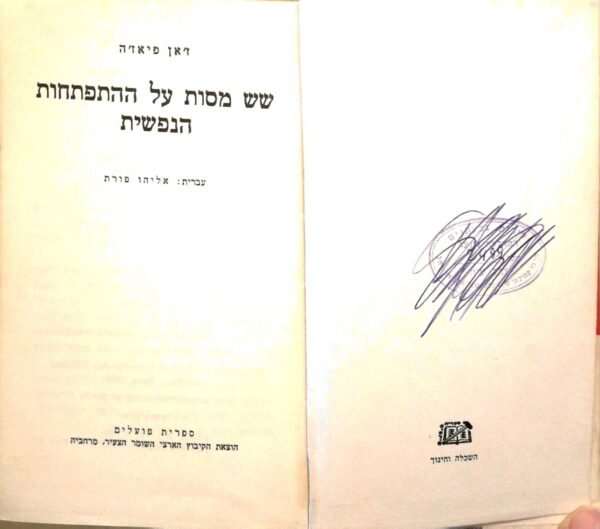 ז׳אן פיאז׳ה
שש מסות על ההתפתחות
הנפשית
עברית: אליהו פורת
ספרית פועלים
הוצאת הקיבוץ הארצי השומר הצעיר. מרחביה
השכלה וחינוך